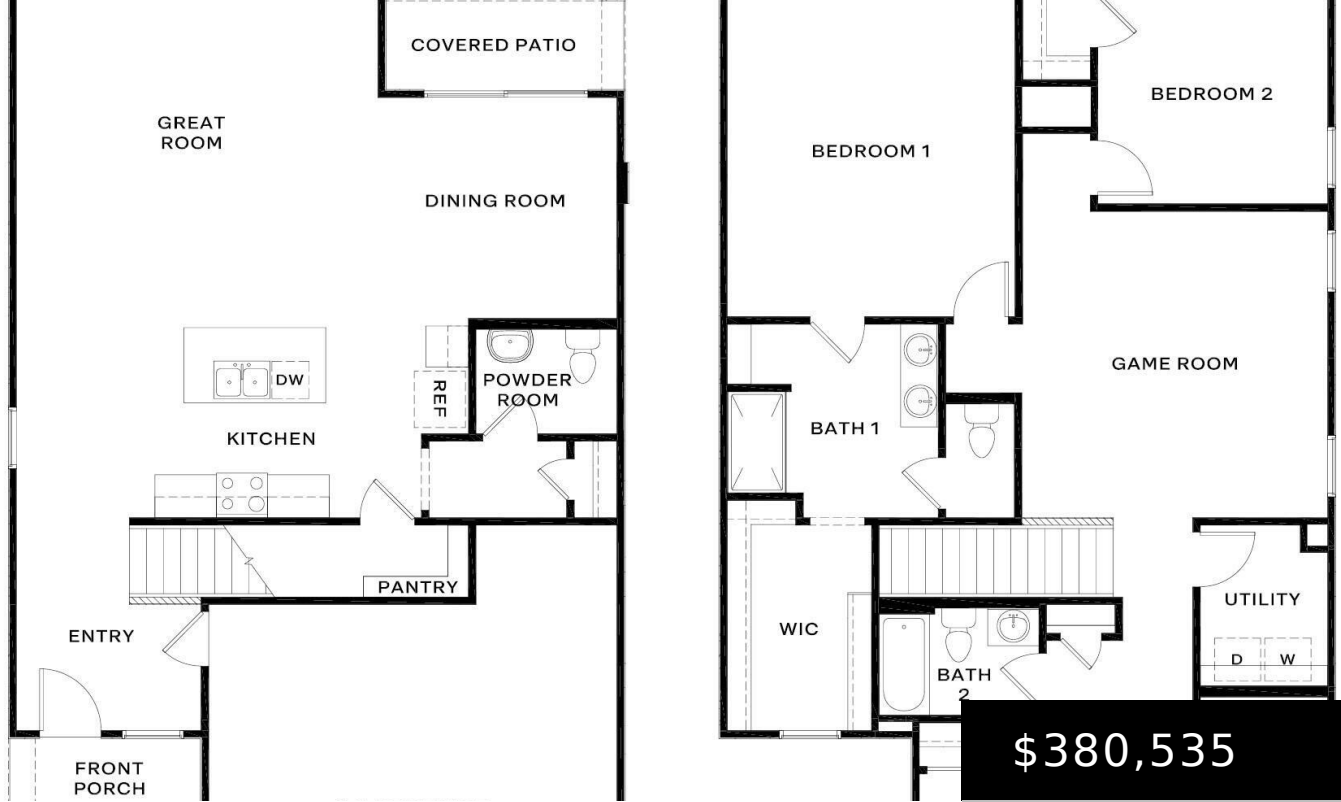 COVERED PATIO
GREAT
ROOM
DINING ROOM
DW
REF
POWDER
ROOM
KITCHEN
PANTRY
ENTRY
FRONT
PORCH
BEDROOM 2
BEDROOM 1
GAME ROOM
BATH 1
WIC
UTILITY
D
W
BATH
2
$380,535